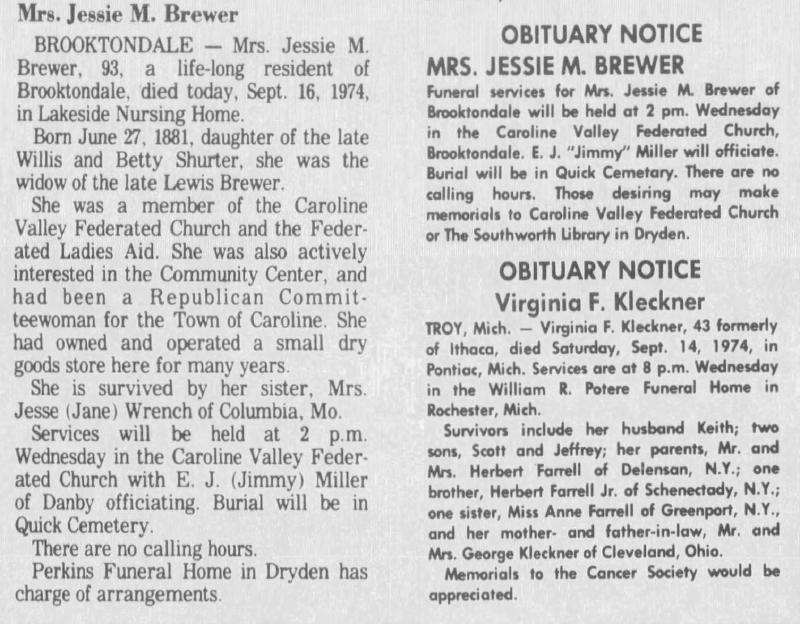 Mrs. Jessie M. Brewer
BROOKTONDALE — Mrs. Jessie M.
Brewer, 93, a life-long resident of
Brooktondale, died today, Sept. 16, 1974,
in Lakeside Nursing Home.
Born June 27, 1881, daughter of the late
Willis and Betty Shurter, she was the
widow of the late Lewis Brewer.
She was a member of the Caroline
Valley Federated Church and the Feder-
ated Ladies Aid. She was also actively
interested in the Community Center, and
had been a Republican Commit-
teewoman for the Town of Caroline. She
had owned and operated a small dry
goods store here for many years.
She is survived by her sister, Mrs.
Jesse (Jane) Wrench of Columbia, Mo.
Services will be held at 2 p.m.
Wednesday in the Caroline Valley Feder-
ated Church with E. J. (Jimmy) Miller
of Danby officiating. Burial will be in
Quick Cemetery.
There are no calling hours.
Perkins Funeral Home in Dryden has
charge of arrangements.
OBITUARY NOTICE
MRS. JESSIE M. BREWER
Funeral services for Mrs. Jessie M. Brewer of
Brooktondale will be held at 2 pm. Wednesday
in the Caroline Valley Federated Church,
Brooktondale. E. J. "Jimmy" Miller will officiate.
Burial will be in Quick Cemetary. There are no
calling hours. Those desiring may make
memorials to Caroline Valley Federated Church
or The Southworth Library in Dryden.
OBITUARY NOTICE
Virginia F. Kleckner
TROY, Mich. — Virginia F. Kleckner, 43 formerly
of Ithaca, died Saturday, Sept. 14, 1974, in
Pontiac, Mich. Services are at 8 p.m. Wednesday
in the William R. Potere Funeral Home in
Rochester, Mich.
Survivors include her husband Keith; two
sons, Scott and Jeffrey; her parents, Mr. and
Mrs. Herbert Farrell of Delensan, N.Y.; one
brother, Herbert Farrell Jr. of Schenectady, N.Y.;
one sister, Miss Anne Farrell of Greenport, N.Y.,
and her mother- and father-in-law, Mr. and
Mrs. George Kleckner of Cleveland, Ohio.
Memorials to the Cancer Society would be
appreciated.